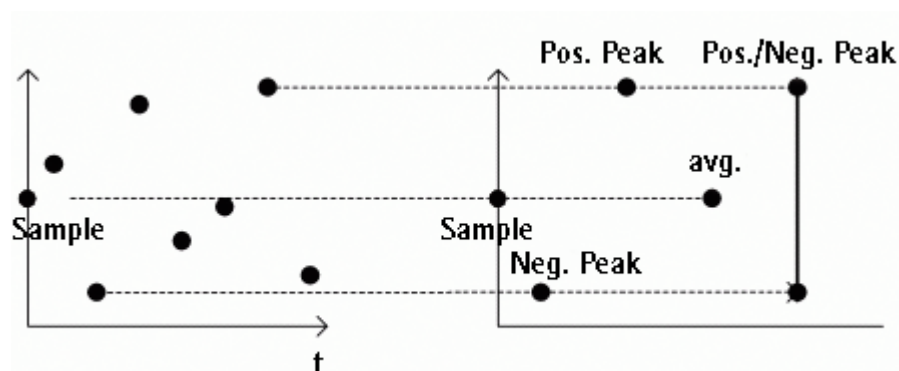 Pos. Peak Pos./Neg. Peak
avg.
Sample Sample
Neg. Peak
t